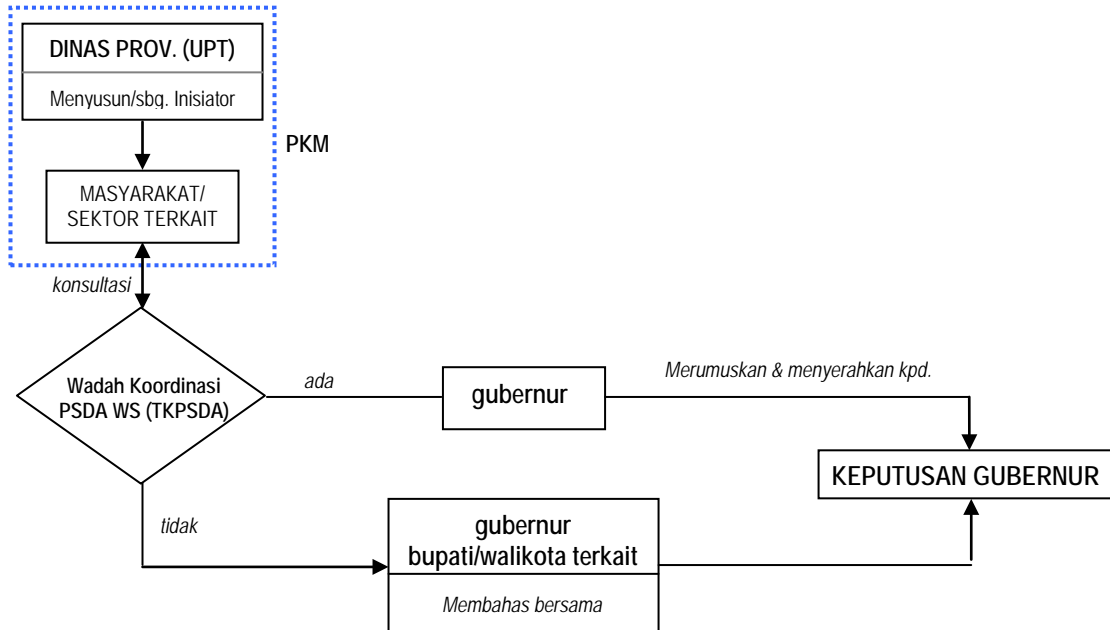 DINAS PROV. (UPT)
Menyusun/sbg. Inisiator
PKM
MASYARAKAT/
SEKTOR TERKAIT
konsultasi
Wadah Koordinasi
PSDA WS (TKPSDA)
ada
gubernur
Merumuskan & menyerahkan kpd.
KEPUTUSAN GUBERNUR
tidak
gubernur
bupati/walikota terkait
Membahas bersama